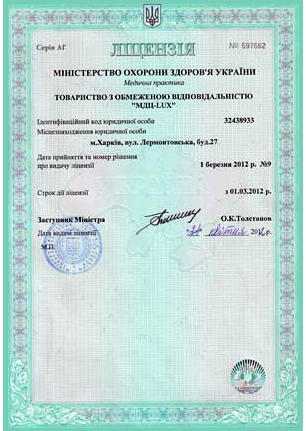 Серія АГ
ЛІЦЕНЗІЯ
№ 597682
МІНІСТЕРСТВО ОХОРОНИ ЗДОРОВ'Я УКРАЇНИ
Медична практика
ТОВАРИСТВО З ОБМЕЖЕНОЮ ВІДПОВІДАЛЬНІСТЮ
"МДЦ-LUX"
Ідентифікаційний код юридичної особи 32438933
Місцезнаходження юридичної особи
м.Харків, вул. Лермонтовська, буд.27
Дата прийняття та номер рішення
про видачу ліцензії 1 березня 2012 р. №9
Строк дії ліцензії з 01.03.2012 р.
Заступник Міністра О.К.Толстанов
Дата видачі ліцензії квітня
М.П.